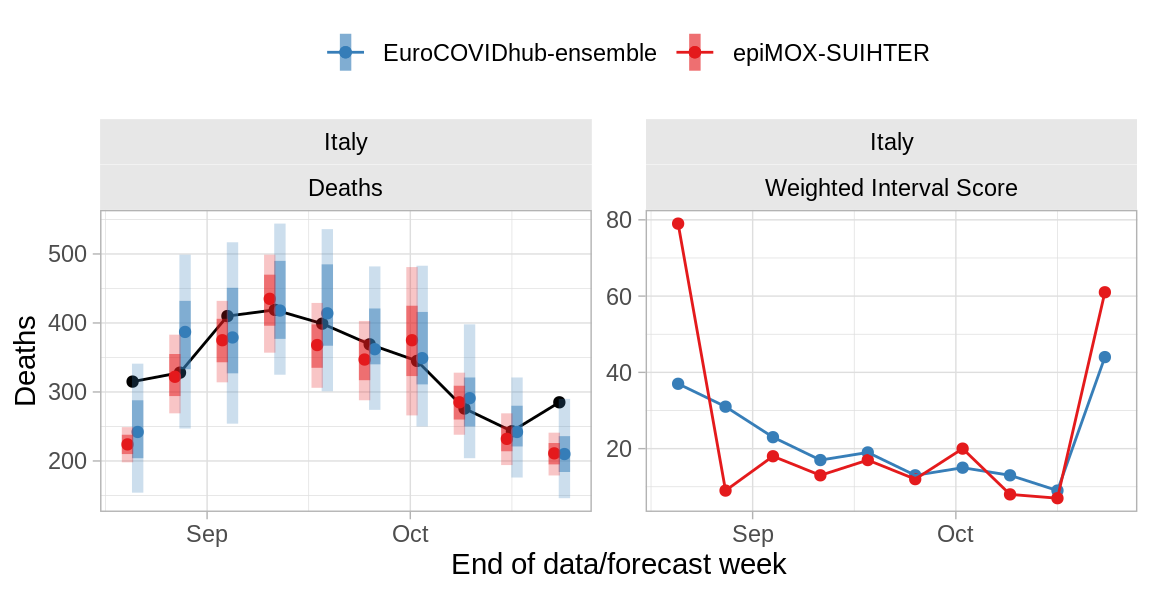 EuroCOVIDhub-ensemble epiMOX-SUIHTER
Italy
Deaths
Italy
Weighted Interval Score
Deaths
500
400
300
200
Sep Oct
80
60
40
20
Sep Oct
End of data/forecast week